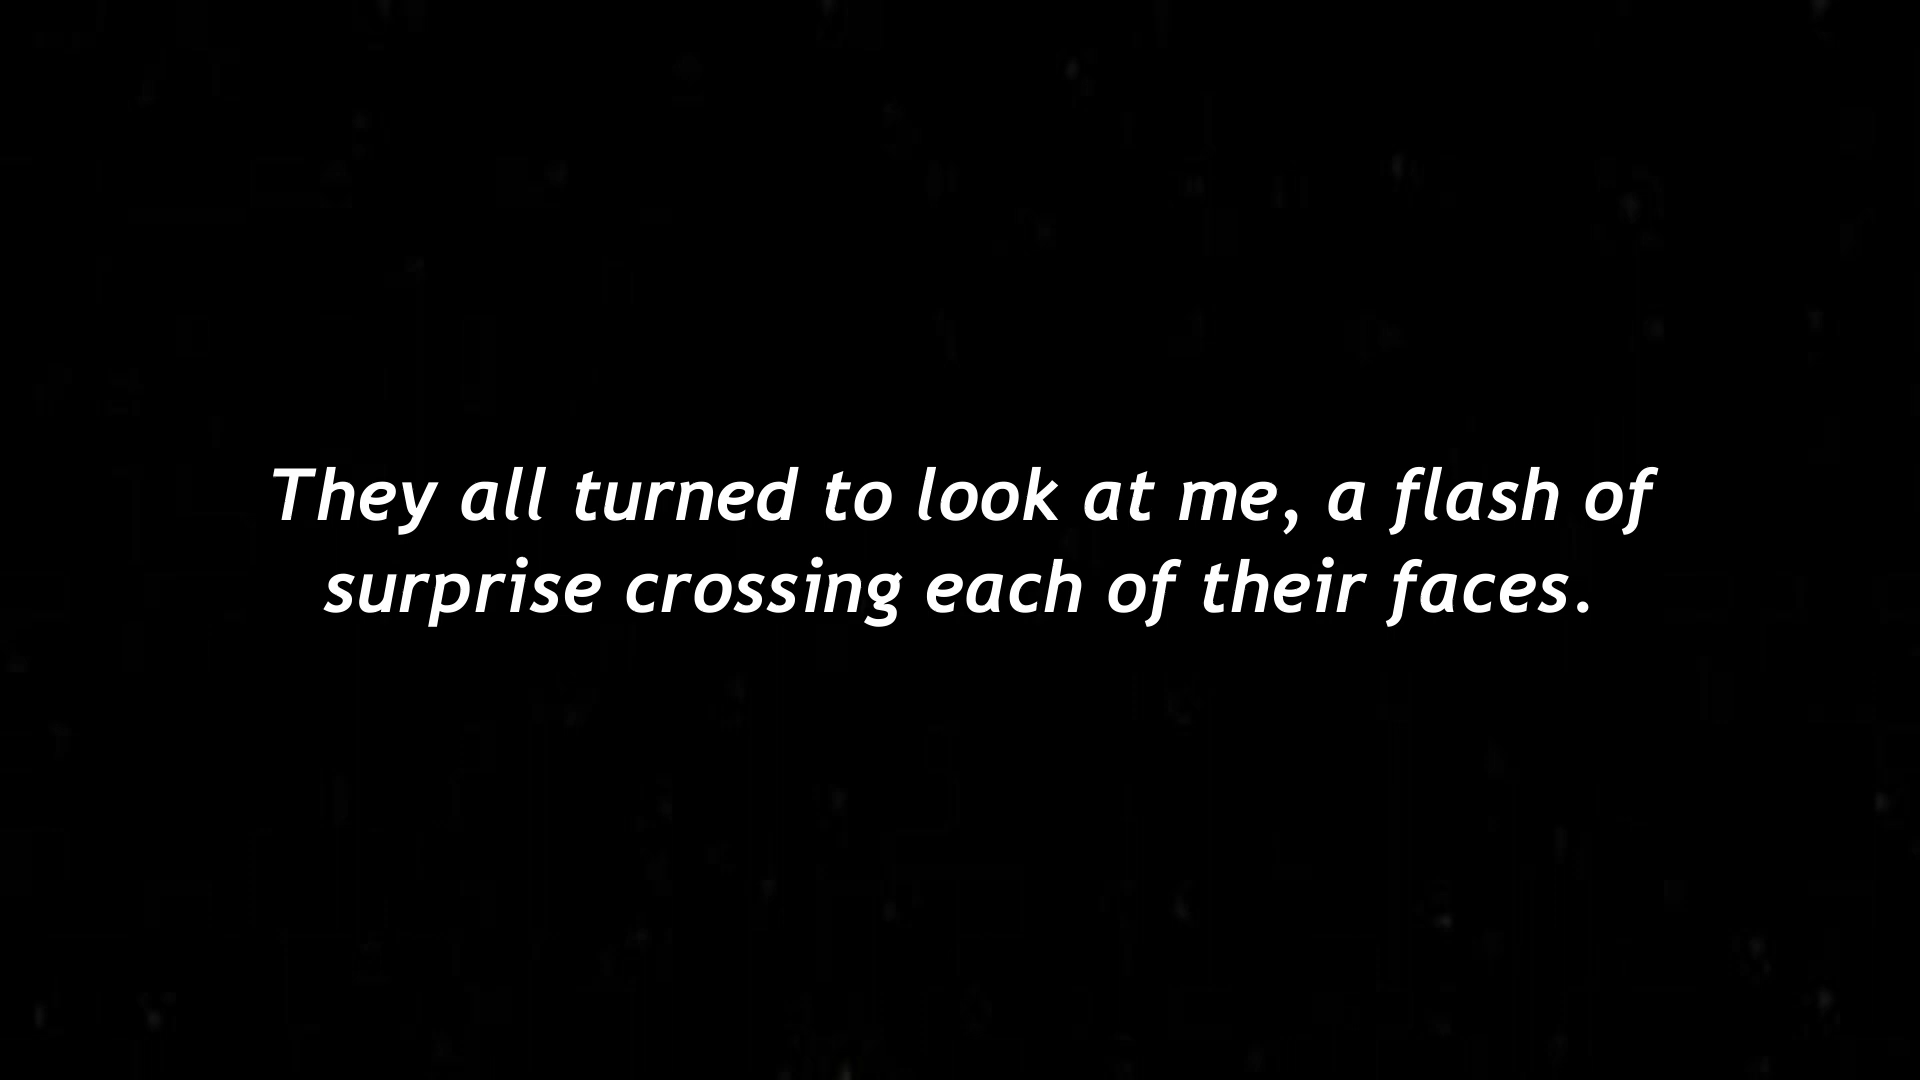 They all turned to look at me, a flash of
surprise crossing each of their faces.